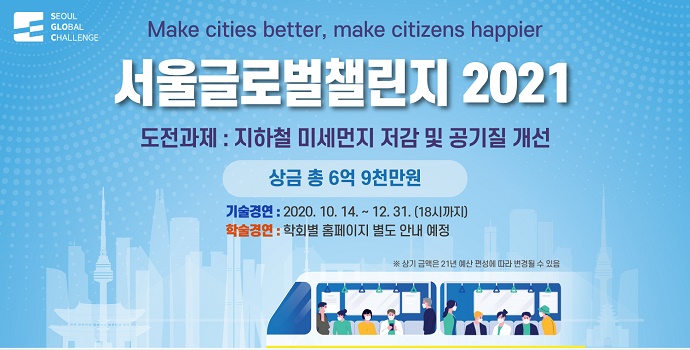 SEOUL
GLOBAL
CHALLENGE
Make cities better, make citizens happier
서울글로벌챌린지 2021
도전과제 : 지하철 미세먼지 저감 및 공기질 개선
상금 총 6억 9천만원
기술경연 : 2020. 10. 14. ~ 12. 31. (18시까지)
학술경연 : 학회별 홈페이지 별도 안내 예정
※ 상기 금액은 21년 예산 편성에 따라 변경될 수 있음